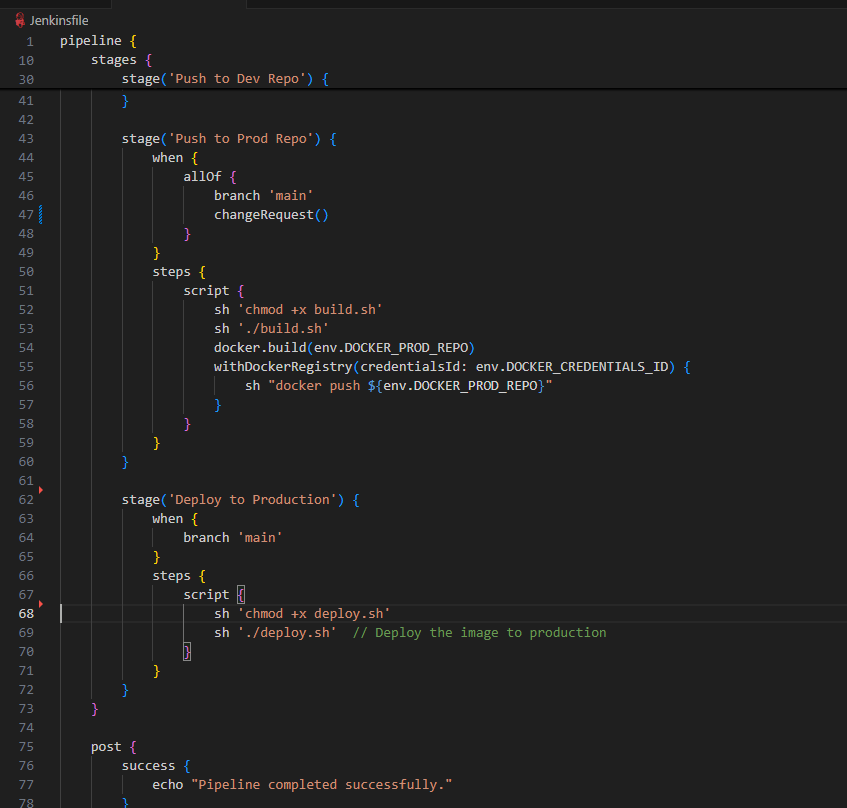 Jenkinsfile
1 pipeline {
10     stages {
30         stage('Push to Dev Repo') {
41         }
42
43         stage('Push to Prod Repo') {
44             when {
45                 allOf {
46                     branch 'main'
47                     changeRequest()
48                 }
49             }
50             steps {
51                 script {
52                     sh 'chmod +x build.sh'
53                     sh './build.sh'
54                     docker.build(env.DOCKER_PROD_REPO)
55                     withDockerRegistry(credentialsId: env.DOCKER_CREDENTIALS_ID) {
56                         sh "docker push ${env.DOCKER_PROD_REPO}"
57                     }
58                 }
59             }
60         }
61
62         stage('Deploy to Production') {
63             when {
64                 branch 'main'
65             }
66             steps {
67                 script {
68                     sh 'chmod +x deploy.sh'
69                     sh './deploy.sh'  // Deploy the image to production
70                 }
71             }
72         }
73     }
74
75     post {
76         success {
77             echo "Pipeline completed successfully."
78         }